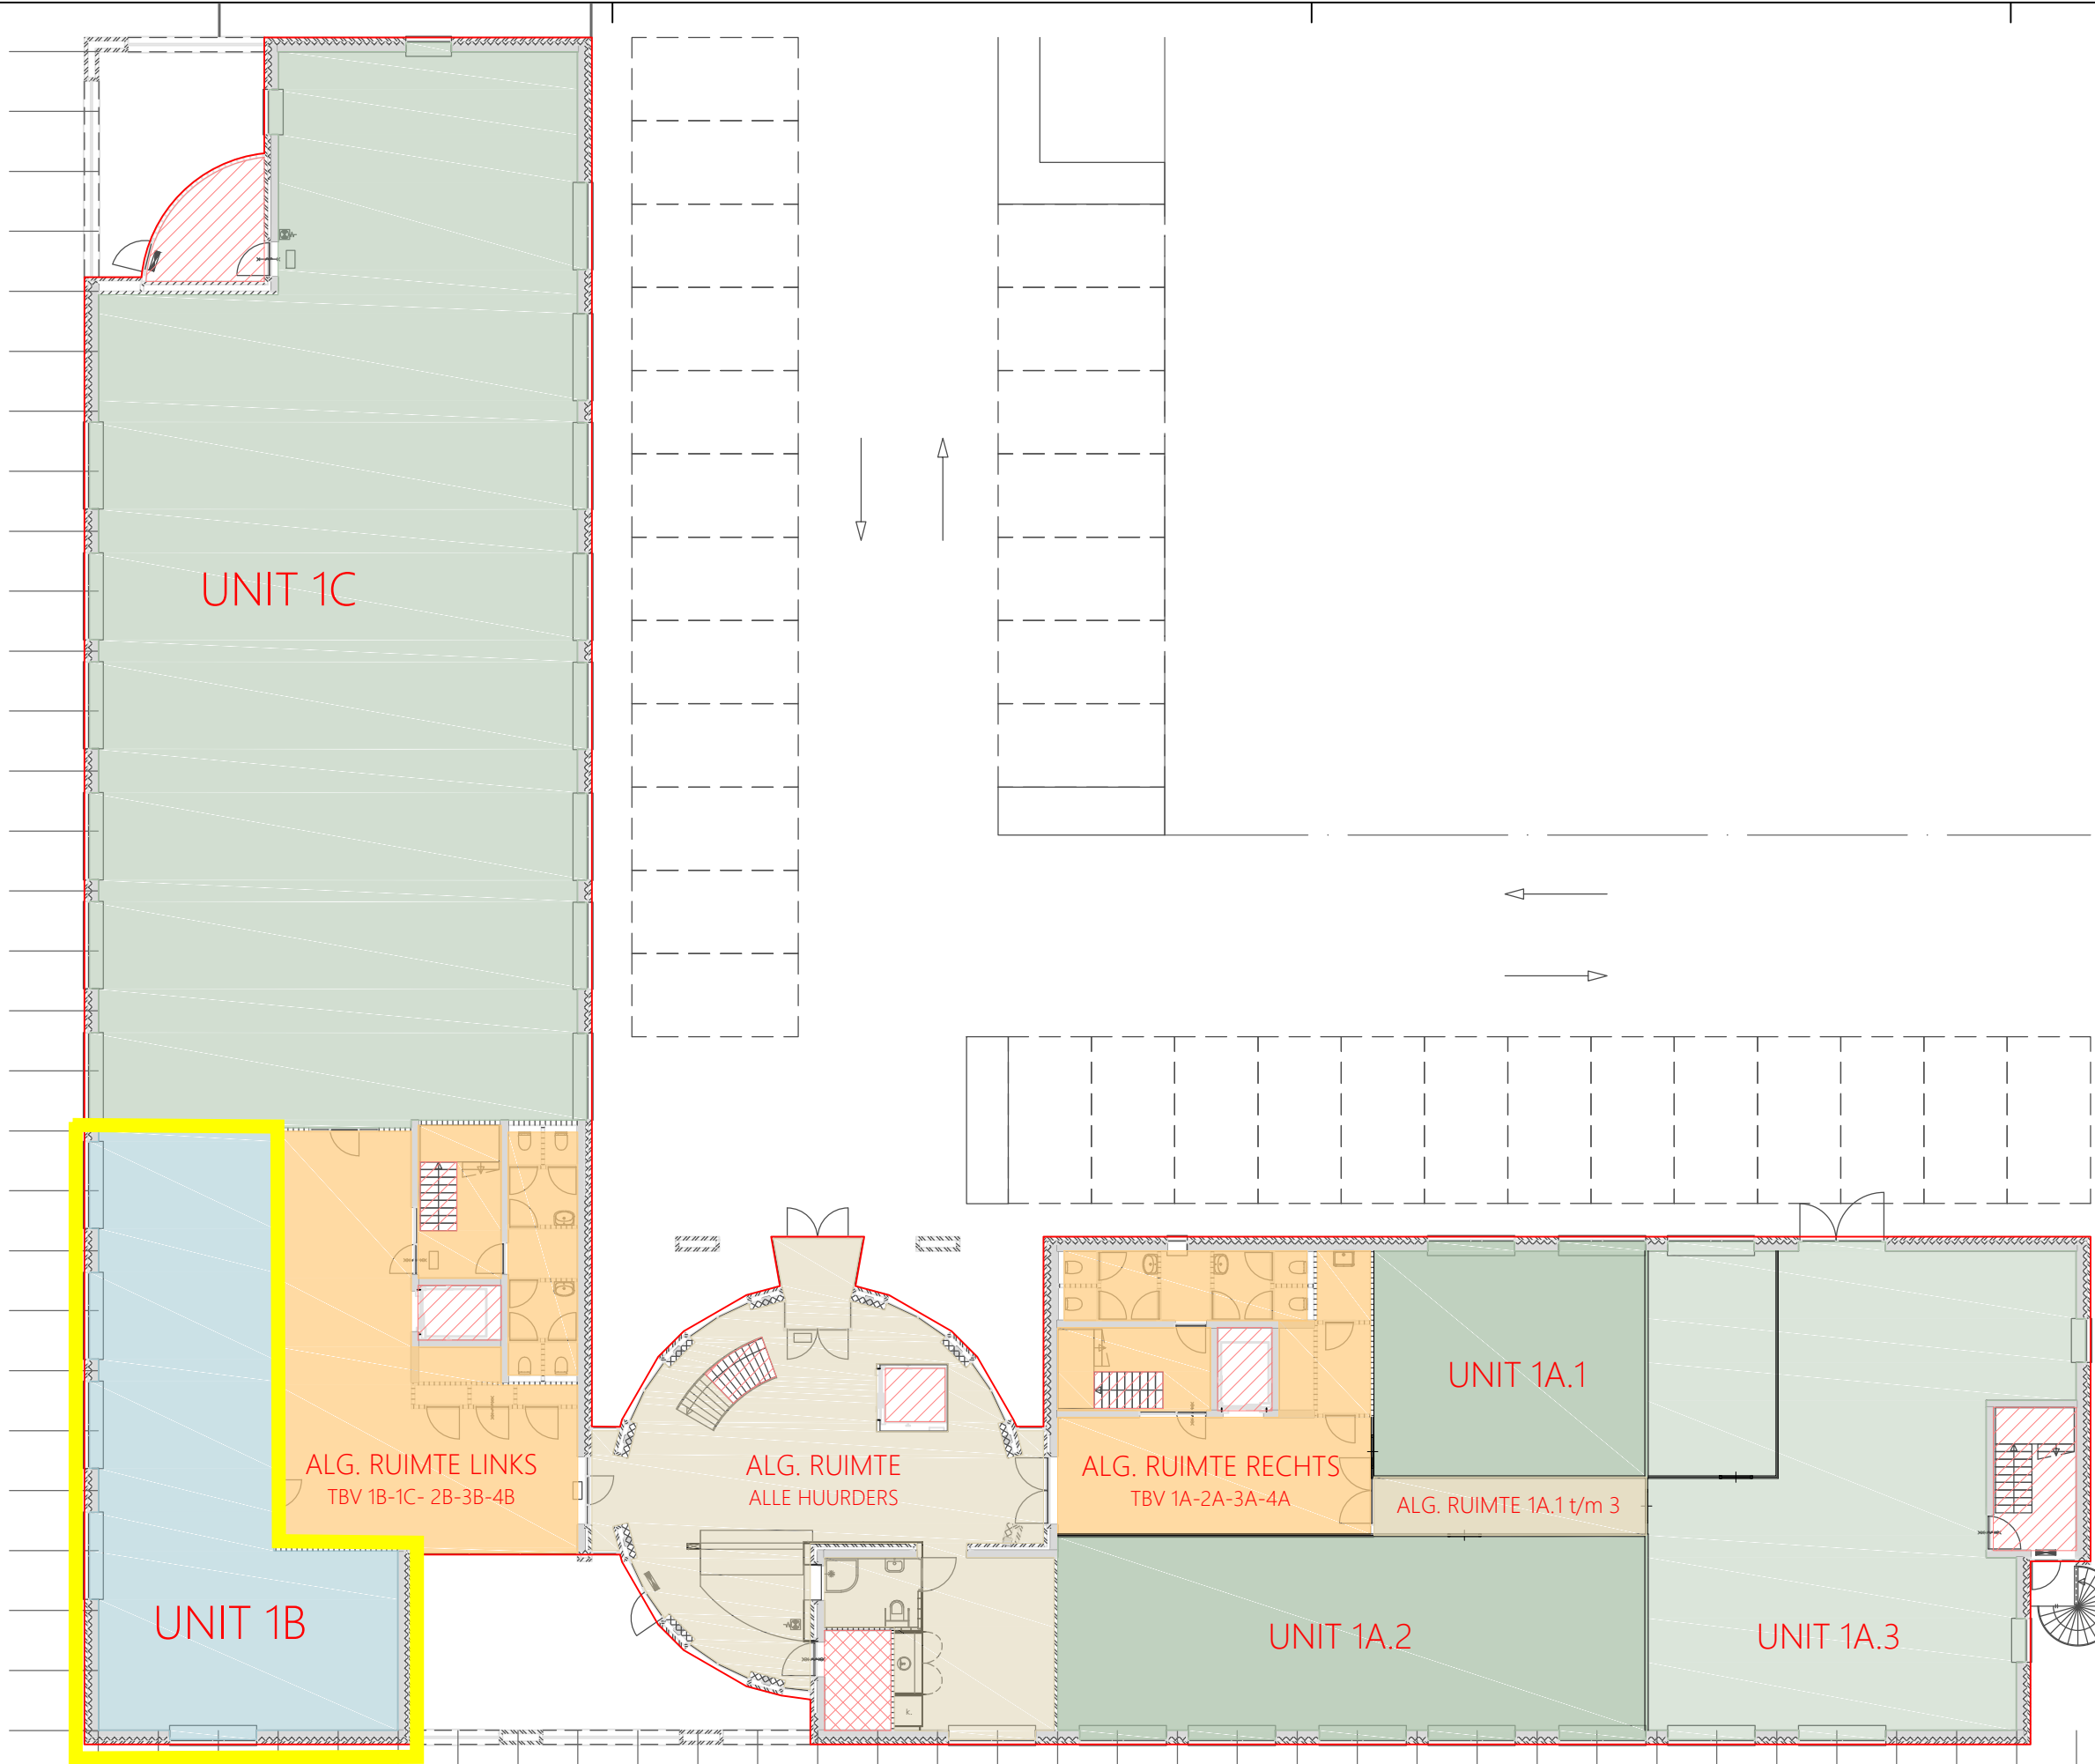 UNIT 1C
UNIT 1A.1
ALG. RUIMTE LINKS
TBV 1B-1C- 2B-3B-4B
ALG. RUIMTE
ALLE HUURDERS
ALG. RUIMTE RECHTS
TBV 1A-2A-3A-4A
ALG. RUIMTE 1A.1 t/m 3
UNIT 1B
UNIT 1A.2
UNIT 1A.3
K.